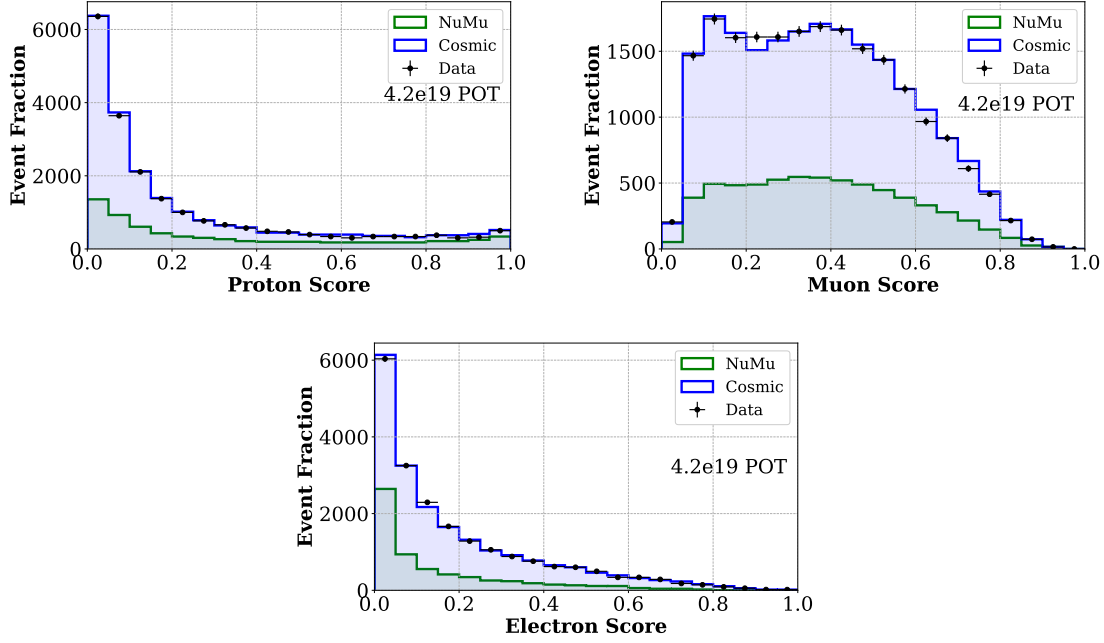 Event Fraction
6000
4000
2000
0
0.0 0.2 0.4 0.6 0.8 1.0
Proton Score
NuMu
Cosmic
Data
4.2e19 POT
Event Fraction
1500
1000
500
0
0.0 0.2 0.4 0.6 0.8 1.0
Muon Score
NuMu
Cosmic
Data
4.2e19 POT
Event Fraction
6000
4000
2000
0
0.0 0.2 0.4 0.6 0.8 1.0
Electron Score
NuMu
Cosmic
Data
4.2e19 POT